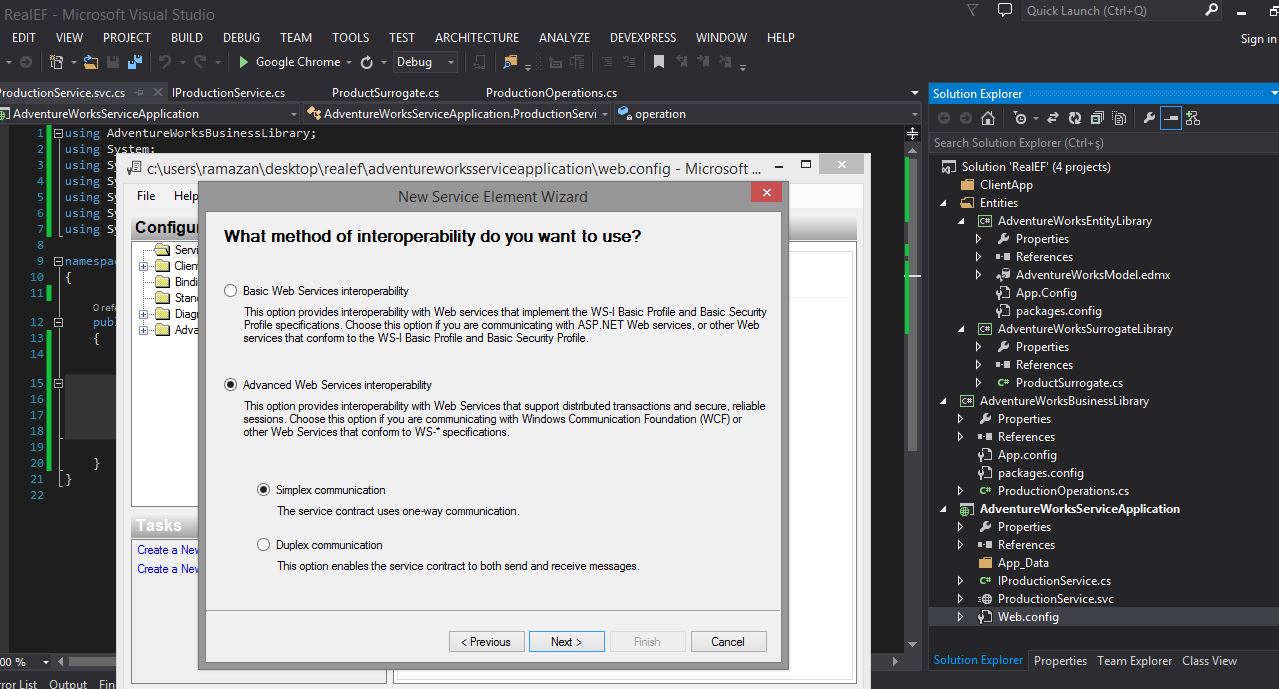 RealEF - Microsoft Visual Studio
Quick Launch (Ctrl+Q)
EDIT VIEW PROJECT BUILD DEBUG TEAM TOOLS TEST ARCHITECTURE ANALYZE DEVEXPRESS WINDOW HELP
Sign in
Google Chrome Debug
roductionService.svc.cs IProductionService.cs ProductSurrogate.cs ProductionOperations.cs
AdventureWorksServiceApplication AdventureWorksServiceApplication.ProductionServi operation
1 using AdventureWorksBusinessLibrary;
2 using System;
3 using Sy
4 using Sy
5 using Sy
6 using Sy
7 using Sy
8
9 namespac
10 {
11
0 refe
12 pub
13 {
14
15
16
17
18
19
20 }
21 }
22
00 %
ror List Output Fin
c:\users\ramazan\desktop\realef\adventureworksserviceapplication\web.config - Microsoft ...
File Help
Configu
Servi
Clien
Bindi
Stan
Diag
Adva
Tasks
Create a New
Create a New
New Service Element Wizard
What method of interoperability do you want to use?
Basic Web Services interoperability
This option provides interoperability with Web services that implement the WS-I Basic Profile and Basic Security
Profile specifications. Choose this option if you are communicating with ASP.NET Web services, or other Web
services that conform to the WS-I Basic Profile and Basic Security Profile.
Advanced Web Services interoperability
This option provides interoperability with Web Services that support distributed transactions and secure, reliable
sessions. Choose this option if you are communicating with Windows Communication Foundation (WCF) or
other Web Services that conform to WS-* specifications.
Simplex communication
The service contract uses one-way communication.
Duplex communication
This option enables the service contract to both send and receive messages.
< Previous Next > Finish Cancel
Solution Explorer
Search Solution Explorer (Ctrl+ş)
Solution 'RealEF' (4 projects)
ClientApp
Entities
C# AdventureWorksEntityLibrary
Properties
References
AdventureWorksModel.edmx
App.Config
packages.config
C# AdventureWorksSurrogateLibrary
Properties
References
C# ProductSurrogate.cs
C# AdventureWorksBusinessLibrary
Properties
References
App.config
packages.config
C# ProductionOperations.cs
AdventureWorksServiceApplication
Properties
References
App_Data
C# IProductionService.cs
ProductionService.svc
Web.config
Solution Explorer Properties Team Explorer Class View